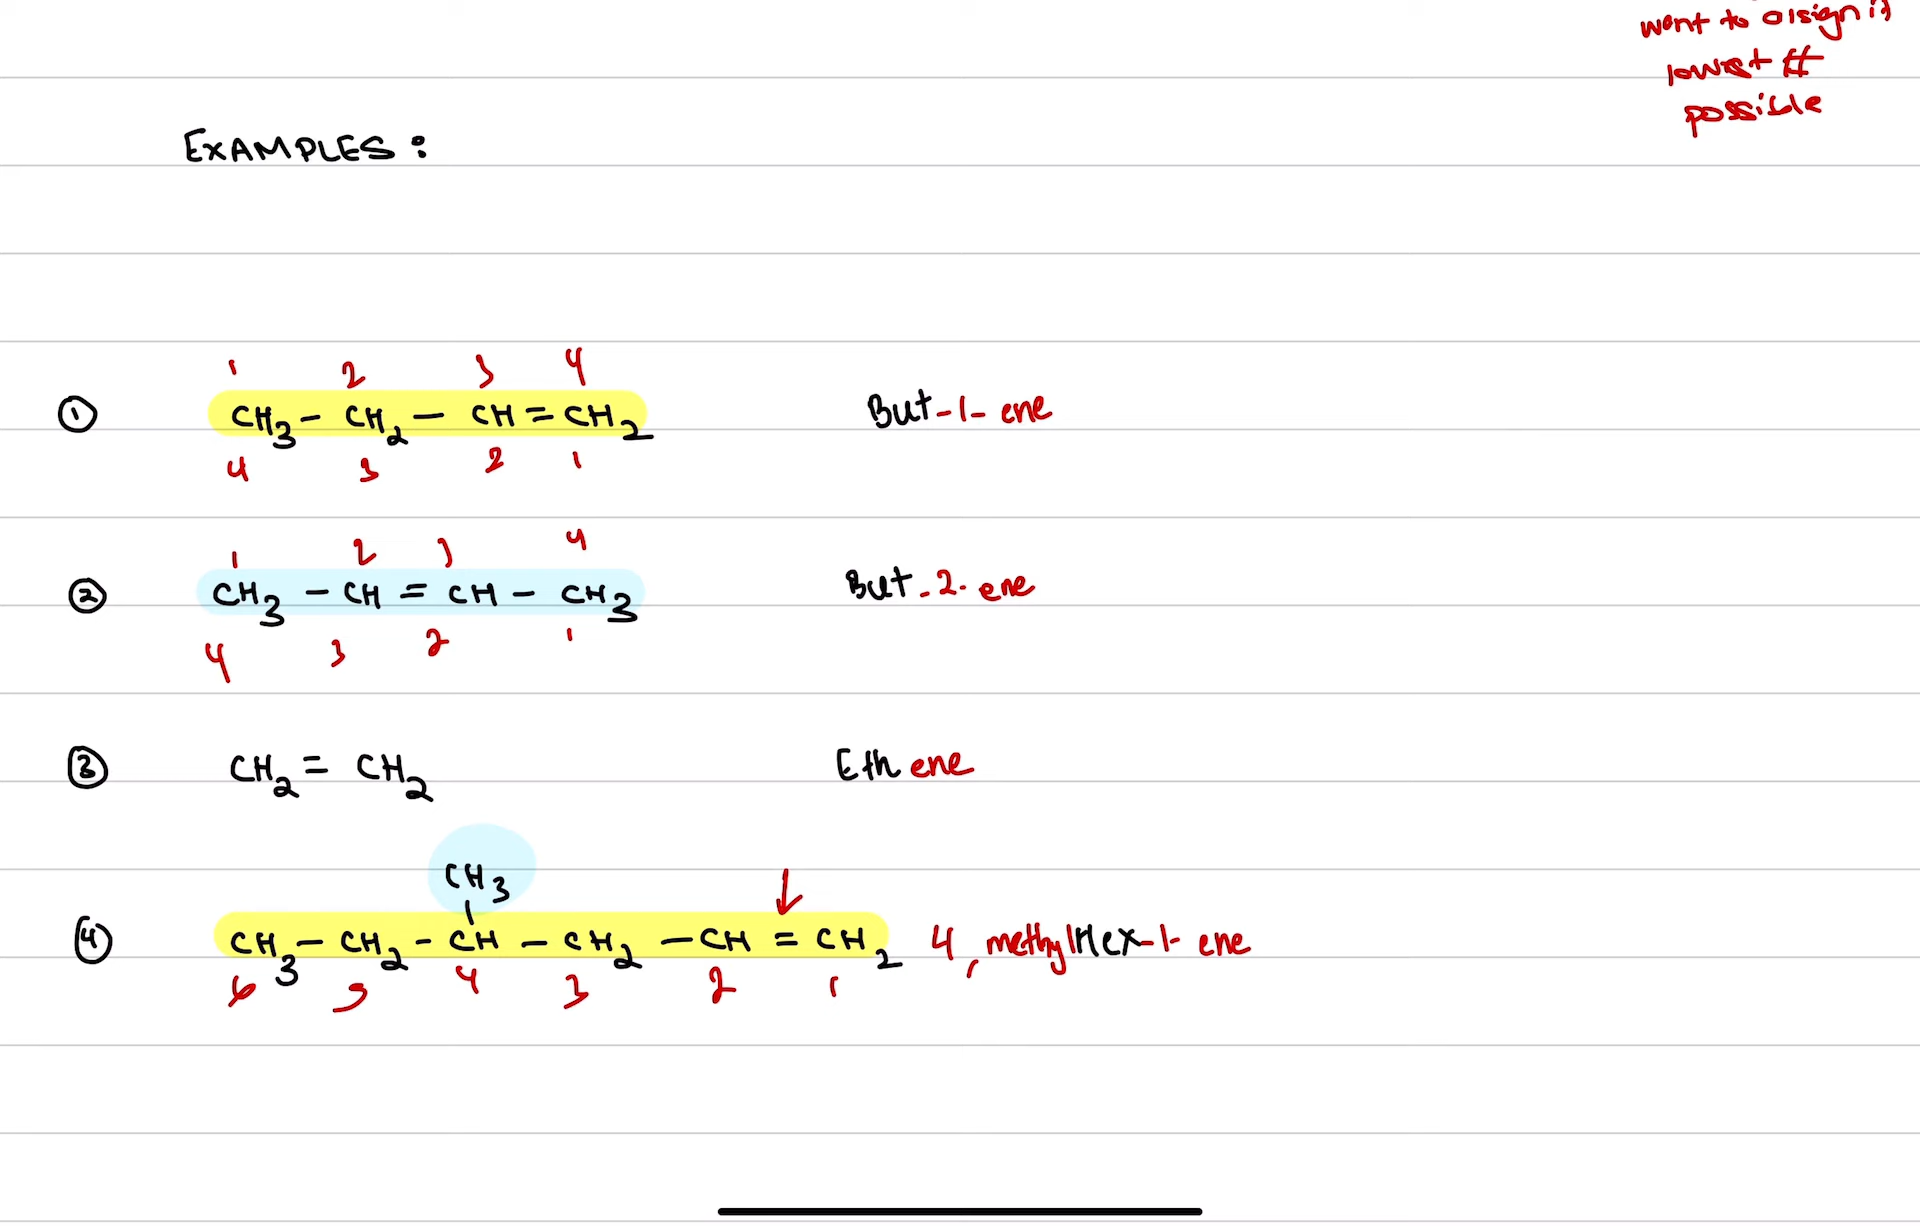 want to assign it
lowest #
possible
EXAMPLES:
1 2 3 4
① CH₃ - CH₂ - CH = CH₂ But-1-ene
4 3 2 1
1 2 3 4
② CH₃ - CH = CH - CH₃ But-2-ene
4 3 2 1
③ CH₂ = CH₂ Ethene
CH₃
④ CH₃ - CH₂ - CH - CH₂ - CH = CH₂ 4, methylHex-1-ene
6 5 4 3 2 1